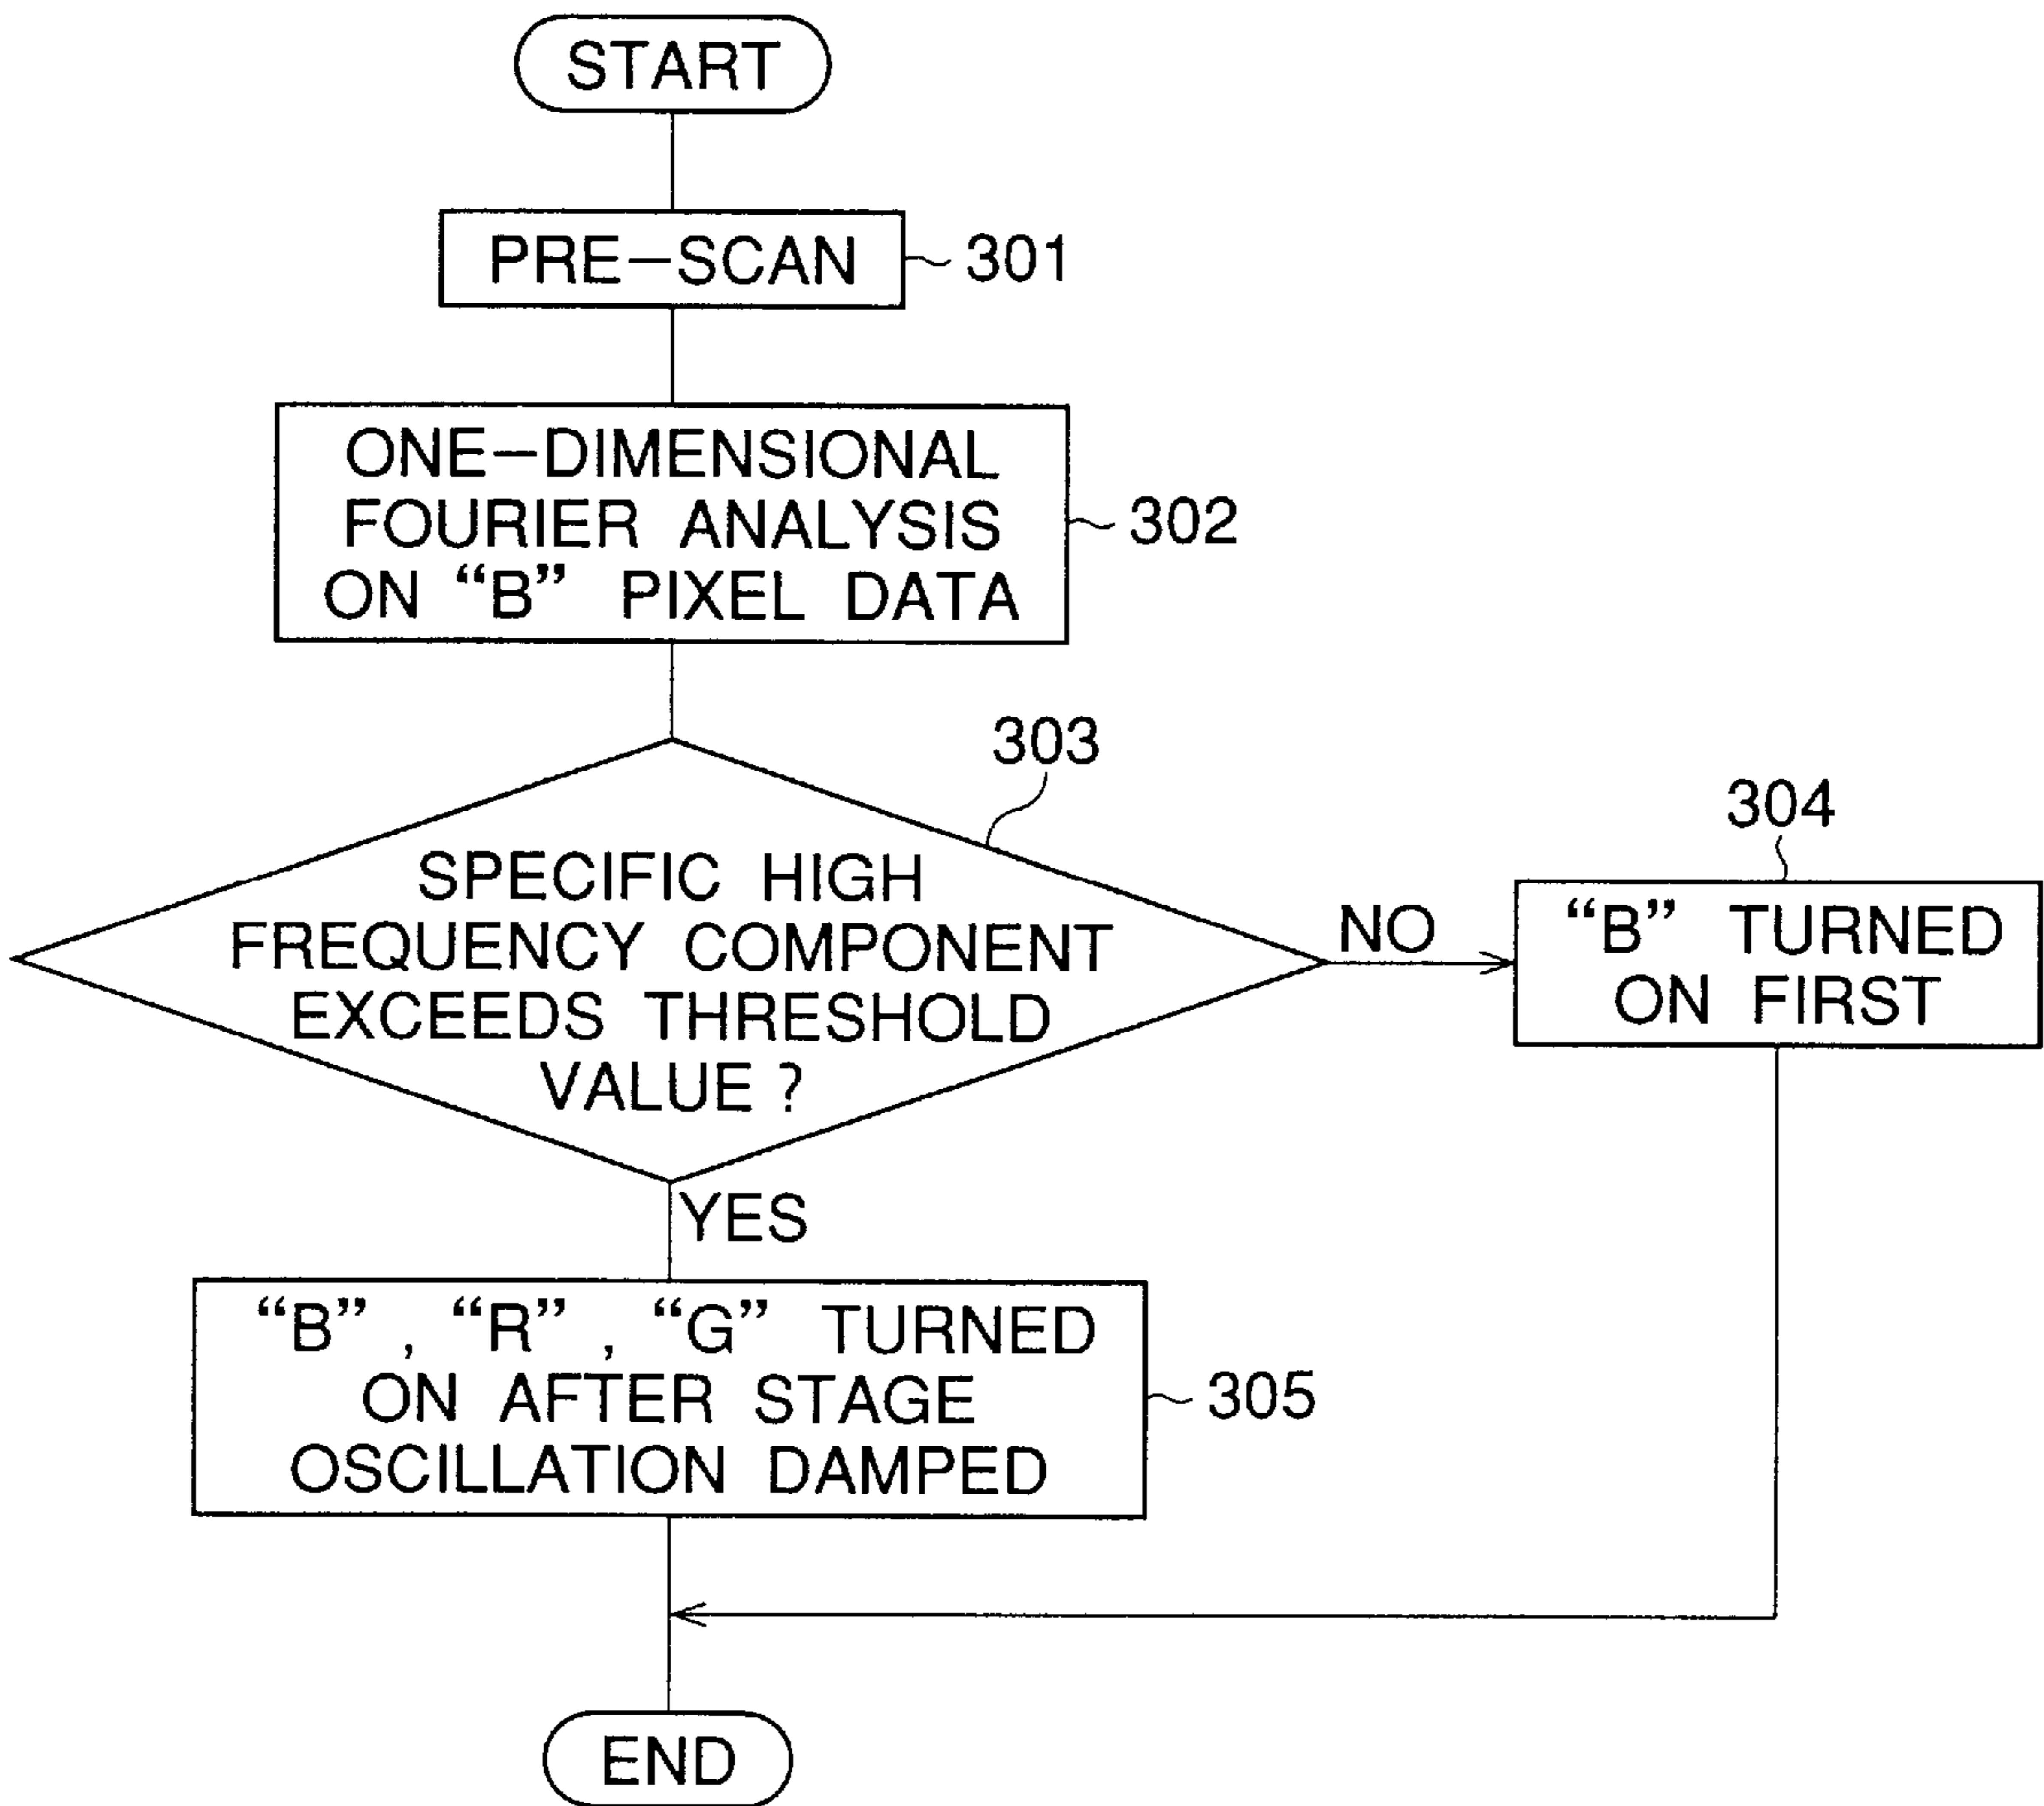 START
PRE-SCAN
301
ONE-DIMENSIONAL
FOURIER ANALYSIS
ON “B” PIXEL DATA
302
303
SPECIFIC HIGH
FREQUENCY COMPONENT
EXCEEDS THRESHOLD
VALUE ?
NO
304
“B” TURNED
ON FIRST
YES
“B” , “R” , “G” TURNED
ON AFTER STAGE
OSCILLATION DAMPED
305
END